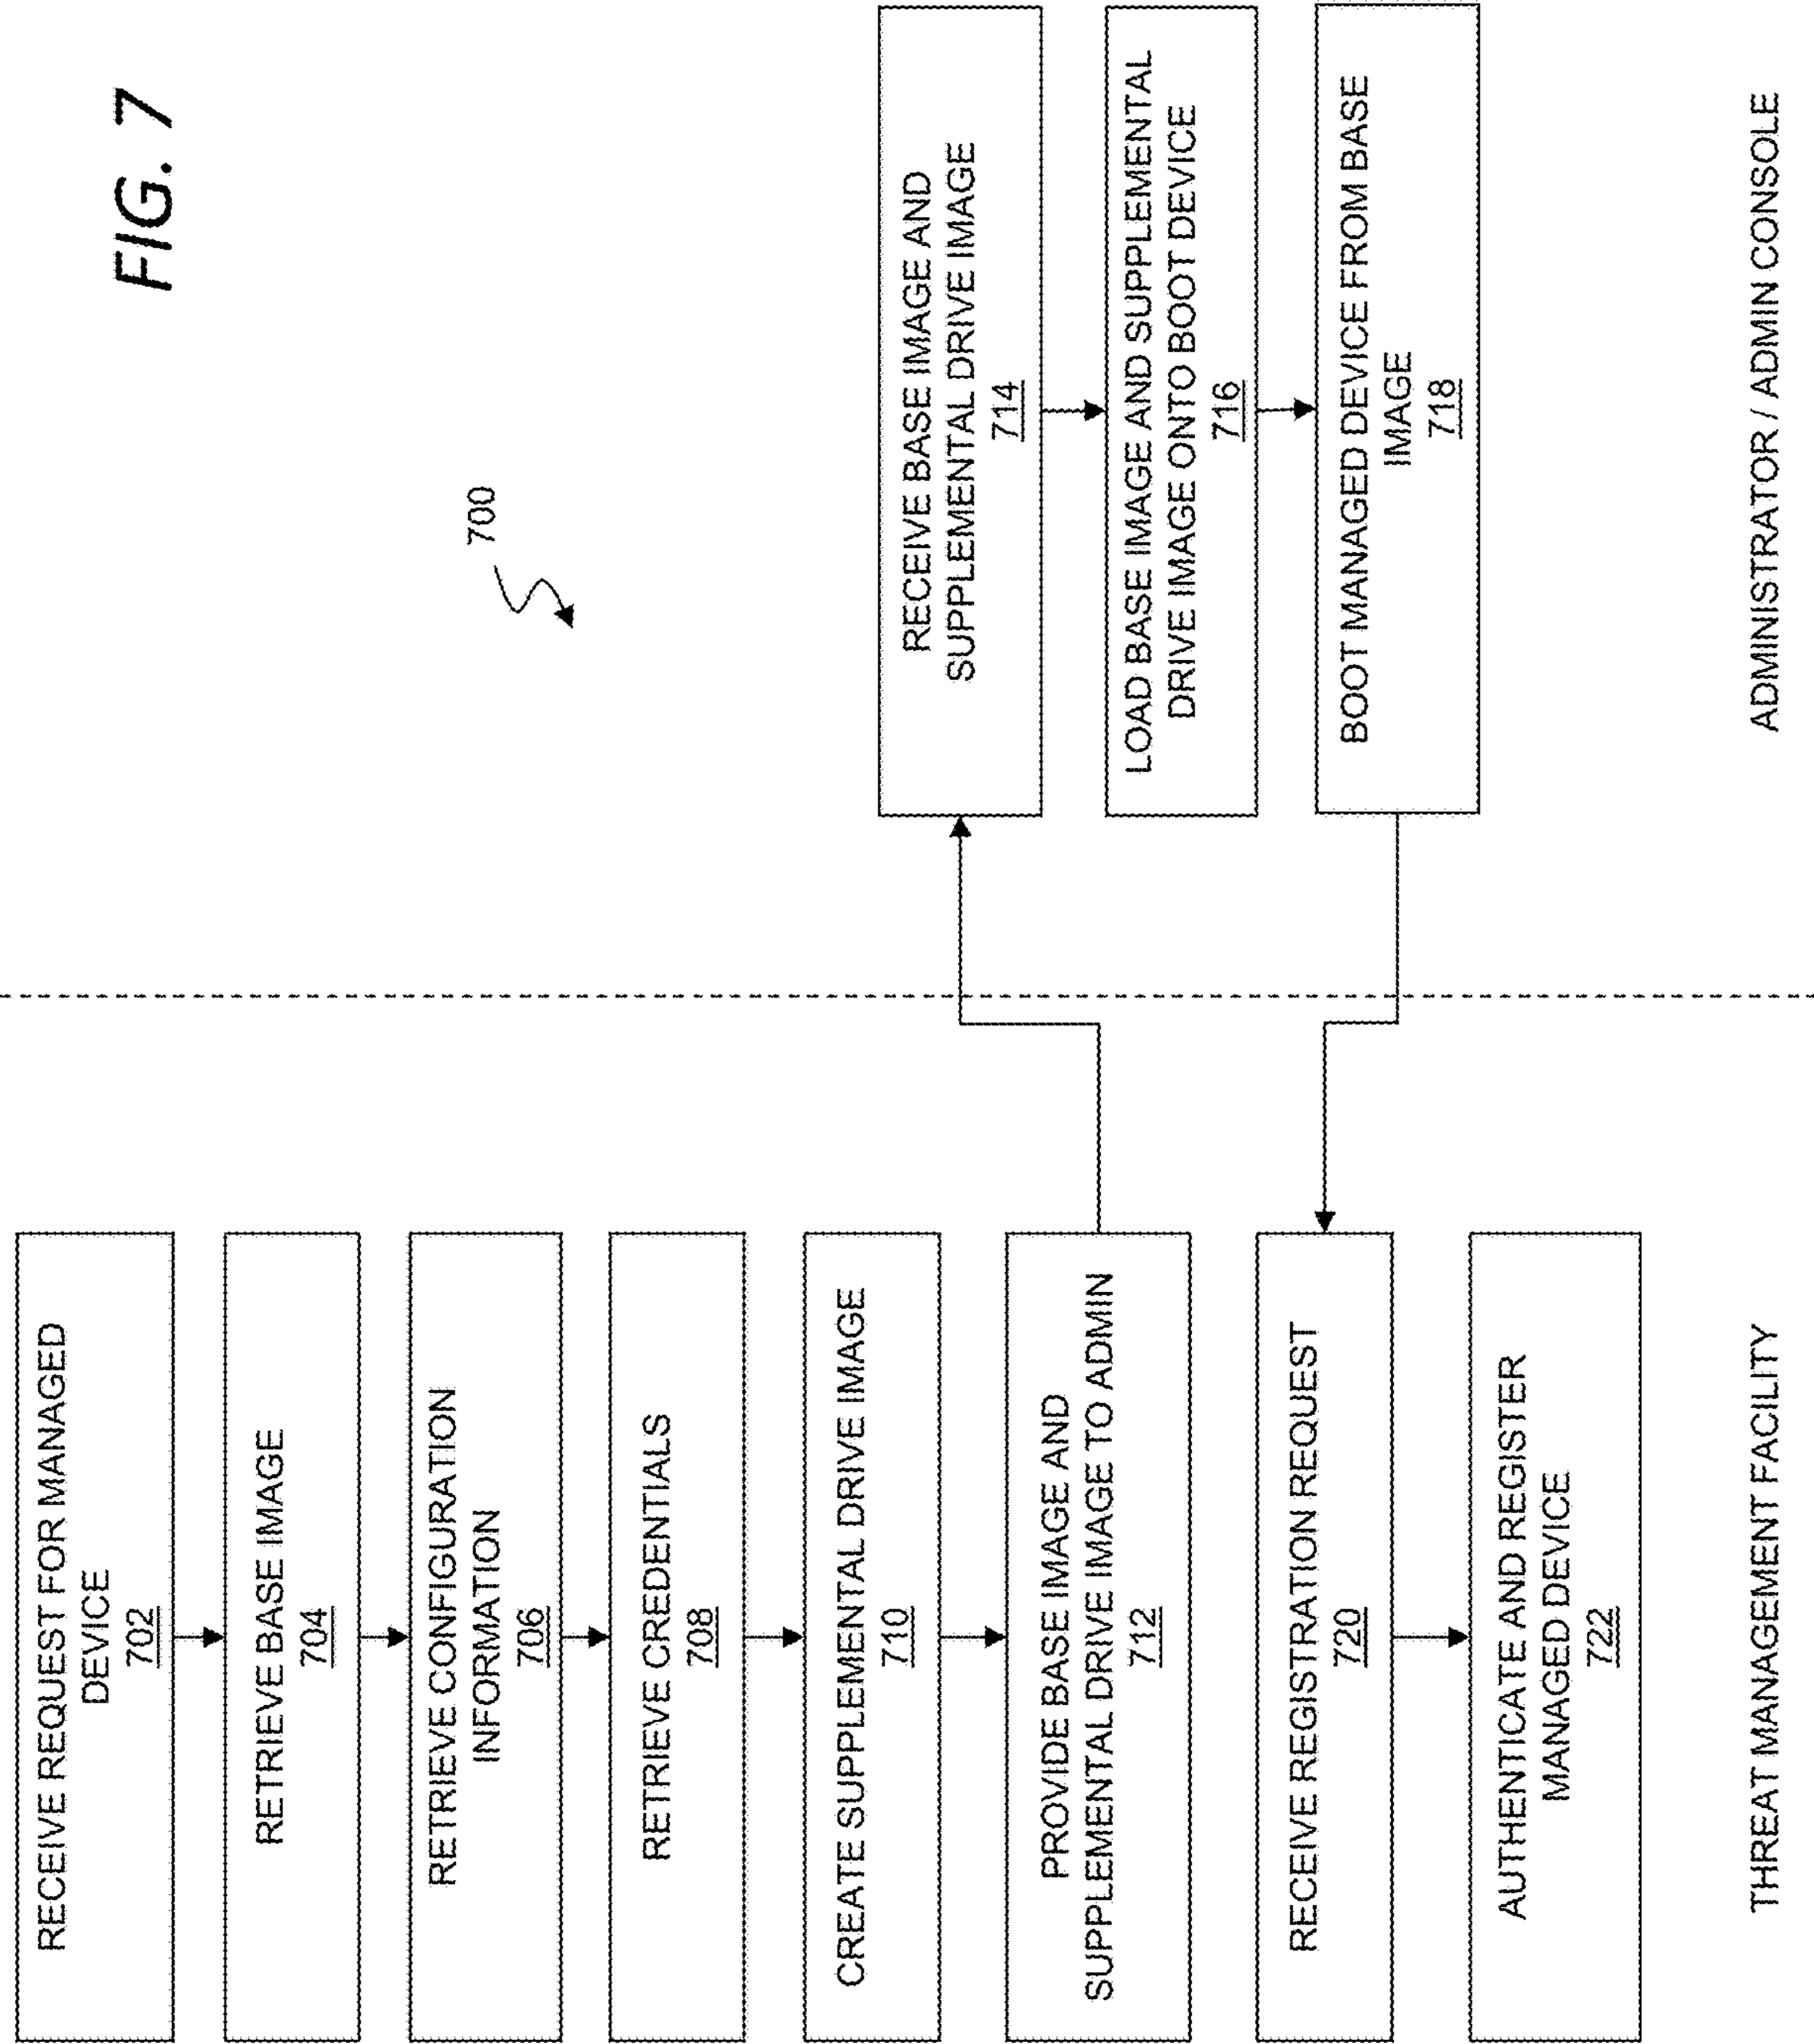 FIG. 7
700
RECEIVE REQUEST FOR MANAGED
DEVICE
702
RETRIEVE BASE IMAGE
704
RETRIEVE CONFIGURATION
INFORMATION
706
RETRIEVE CREDENTIALS
708
CREATE SUPPLEMENTAL DRIVE IMAGE
710
PROVIDE BASE IMAGE AND
SUPPLEMENTAL DRIVE IMAGE TO ADMIN
712
RECEIVE BASE IMAGE AND
SUPPLEMENTAL DRIVE IMAGE
714
LOAD BASE IMAGE AND SUPPLEMENTAL
DRIVE IMAGE ONTO BOOT DEVICE
716
BOOT MANAGED DEVICE FROM BASE
IMAGE
718
RECEIVE REGISTRATION REQUEST
720
AUTHENTICATE AND REGISTER
MANAGED DEVICE
722
THREAT MANAGEMENT FACILITY
ADMINISTRATOR / ADMIN CONSOLE